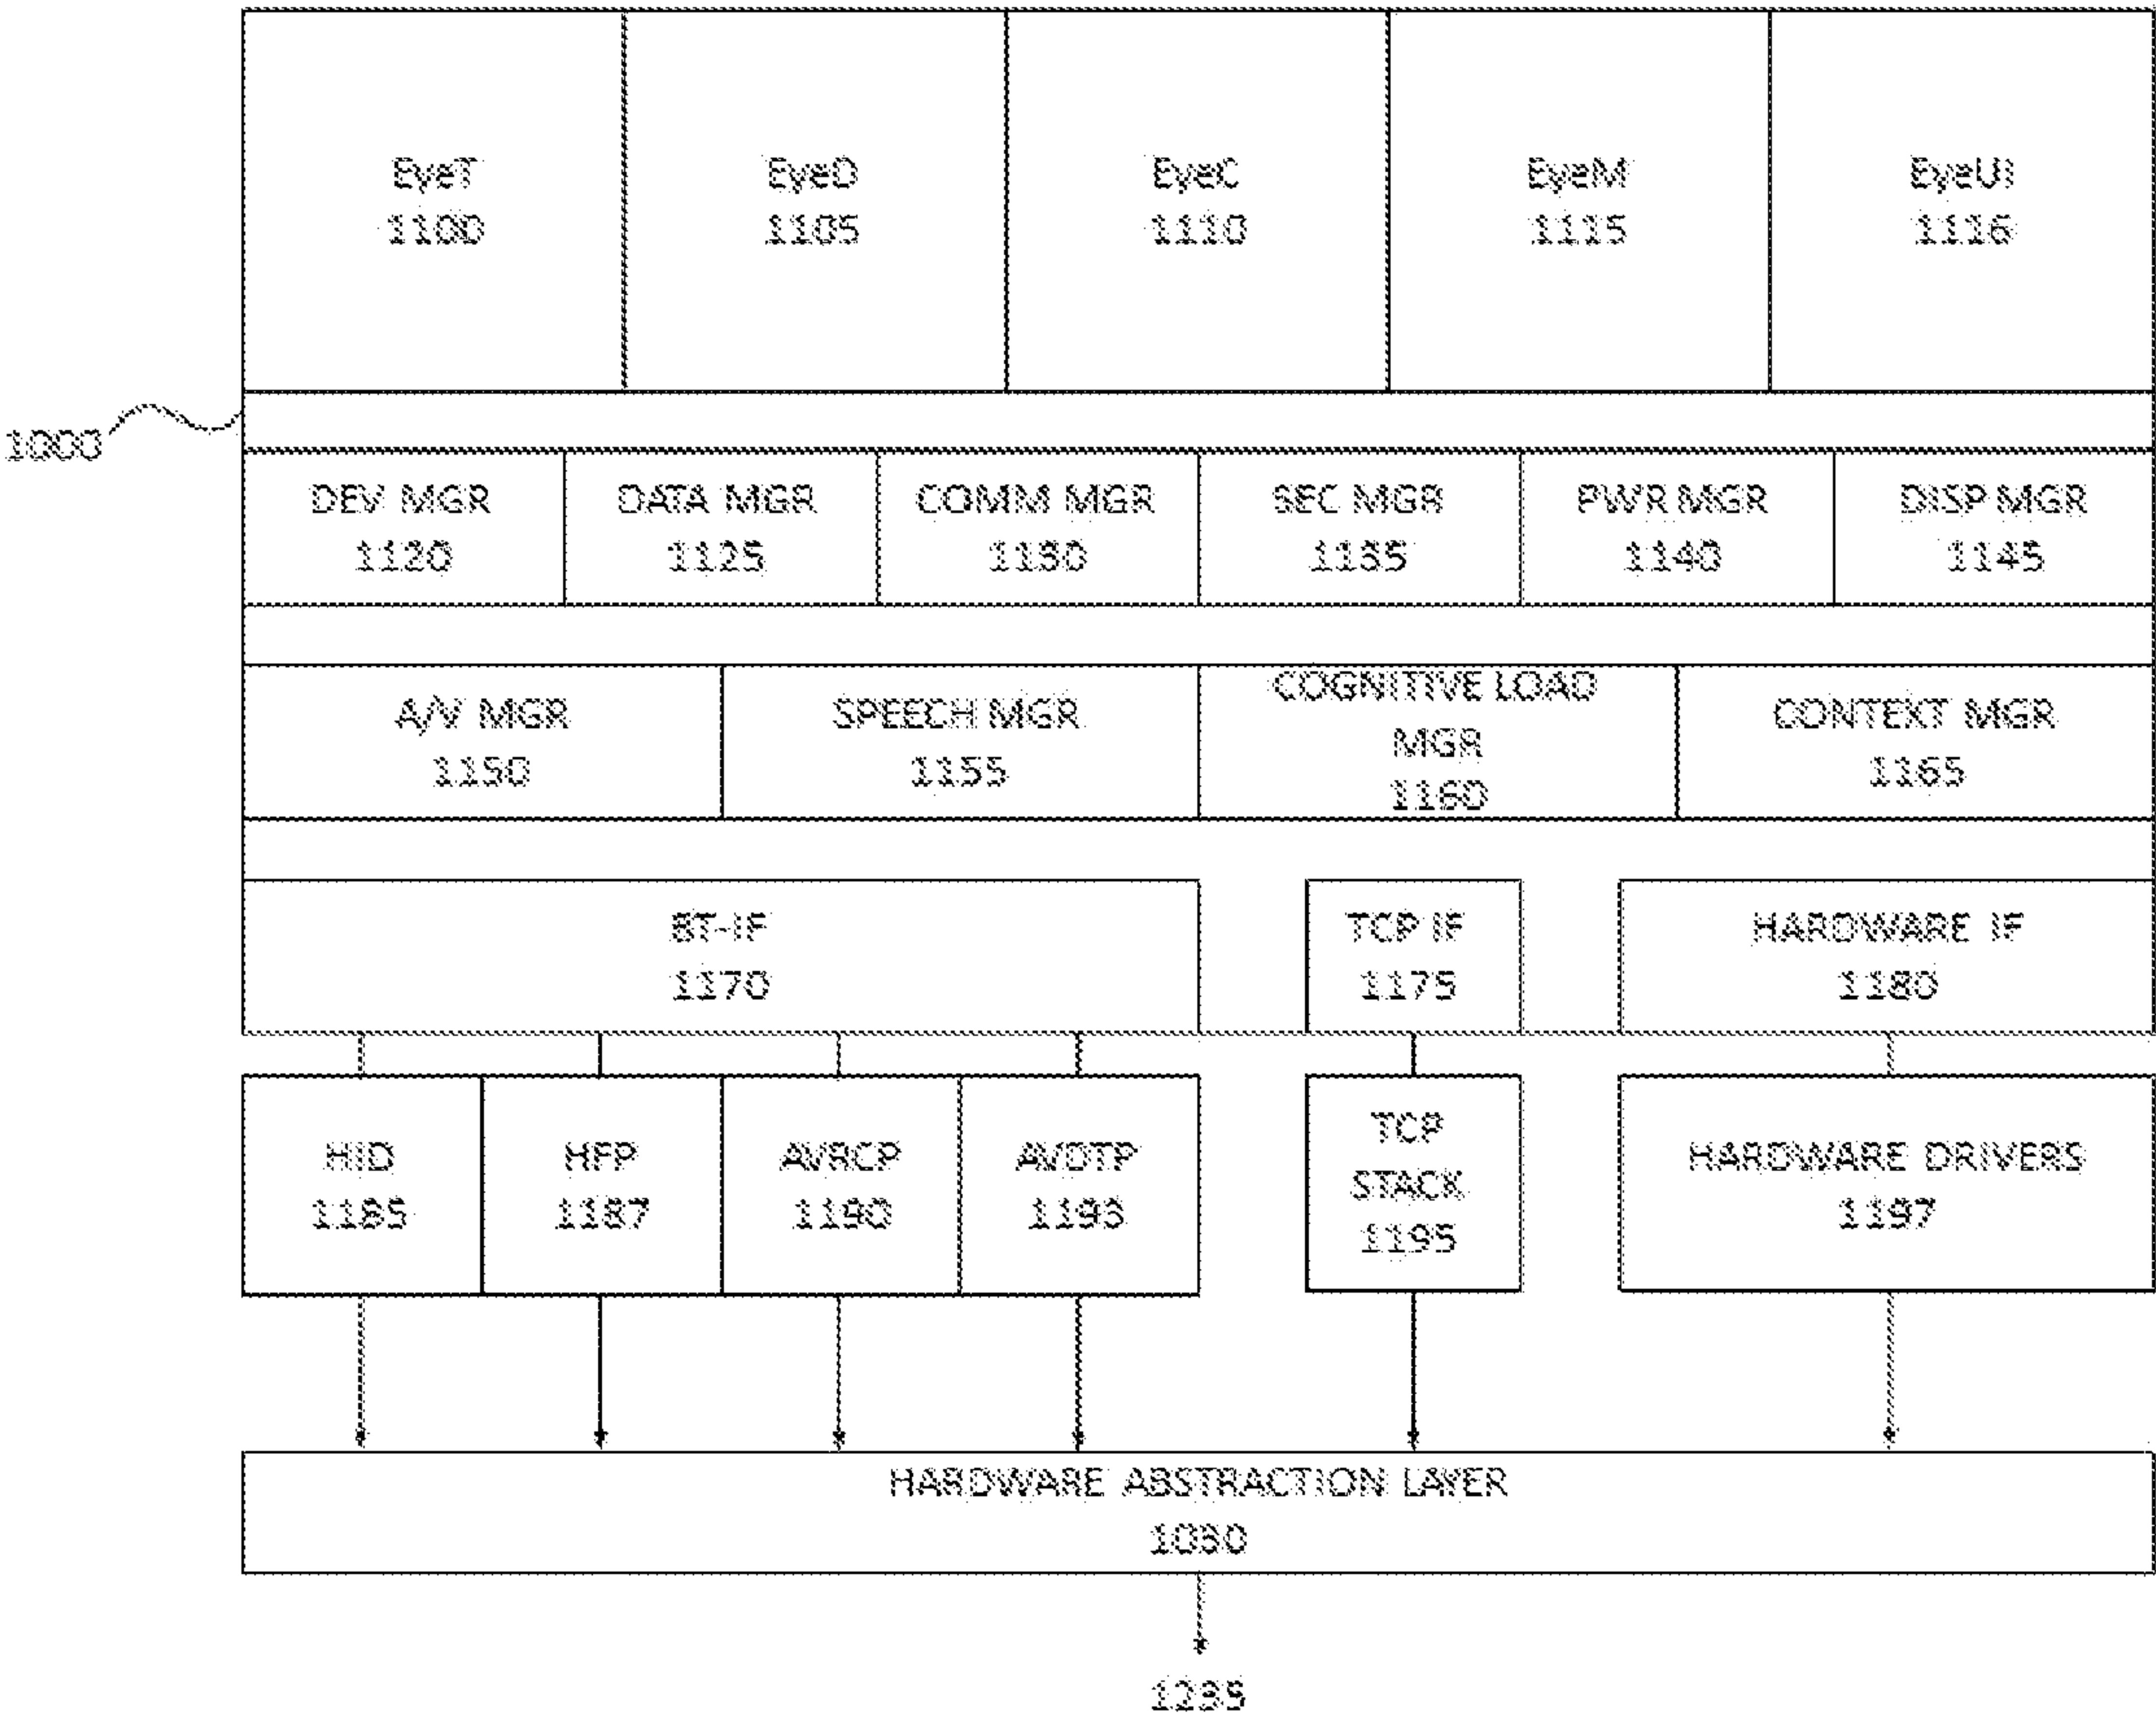 EyeT
1100
EyeD
1105
EyeC
1110
EyeM
1115
EyeUI
1116
1000
DEV MGR
1120
DATA MGR
1125
COMM MGR
1130
SEC MGR
1135
PWR MGR
1140
DISP MGR
1145
A/V MGR
1150
SPEECH MGR
1155
COGNITIVE LOAD
MGR
1160
CONTEXT MGR
1165
BT-IF
1170
TCP IF
1175
HARDWARE IF
1180
HID
1185
HFP
1187
AVRCP
1190
AVDTP
1193
TCP
STACK
1195
HARDWARE DRIVERS
1197
HARDWARE ABSTRACTION LAYER